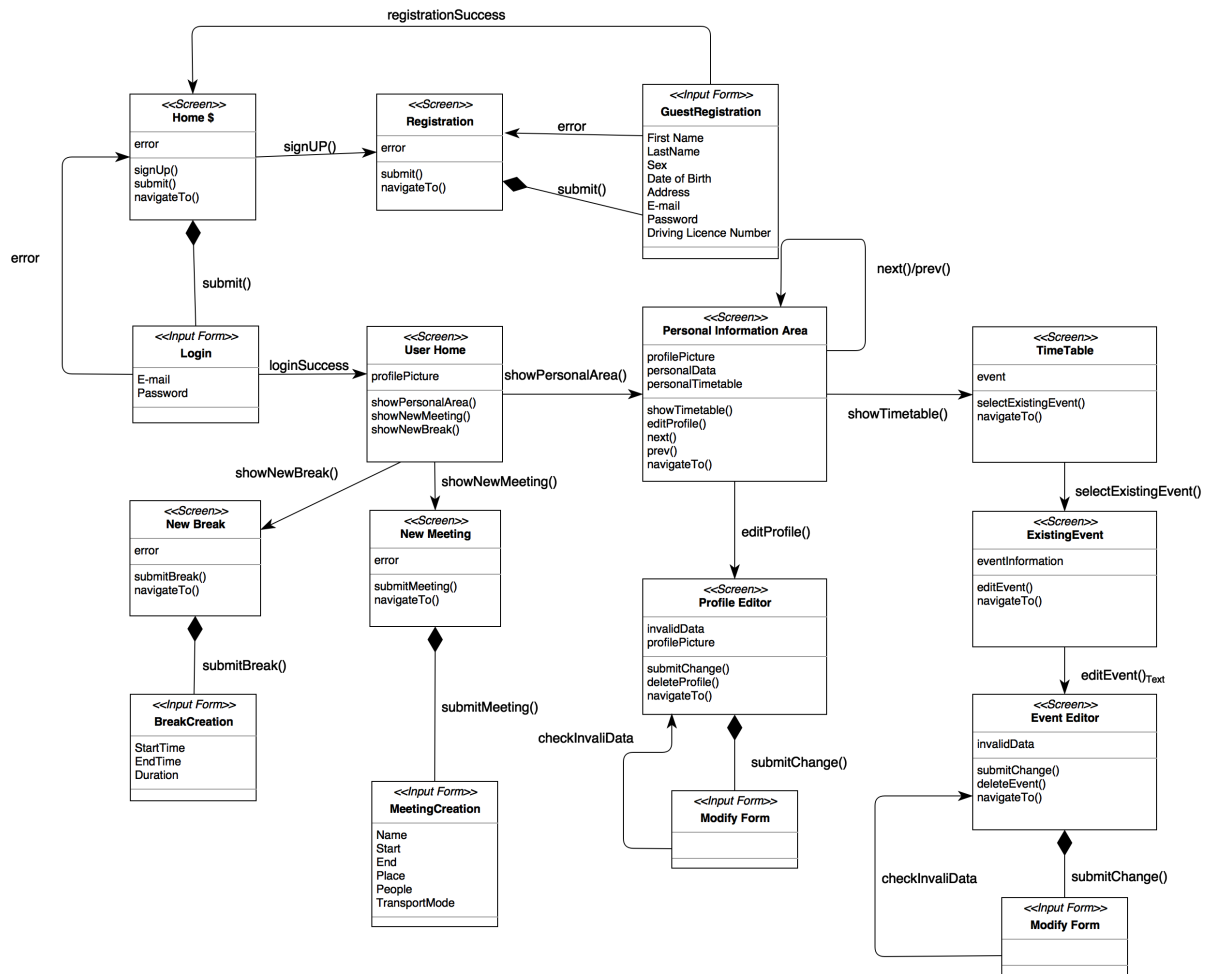 registrationSuccess
<<Screen>>
Home $
error
signUp()
submit()
navigateTo()
signUP()
<<Screen>>
Registration
error
submit()
navigateTo()
error
submit()
<<Input Form>>
GuestRegistration
First Name
LastName
Sex
Date of Birth
Address
E-mail
Password
Driving Licence Number
error
submit()
next()/prev()
<<Input Form>>
Login
E-mail
Password
loginSuccess
<<Screen>>
User Home
profilePicture
showPersonalArea()
showNewMeeting()
showNewBreak()
showPersonalArea()
<<Screen>>
Personal Information Area
profilePicture
personalData
personalTimetable
showTimetable()
editProfile()
next()
prev()
navigateTo()
showTimetable()
<<Screen>>
TimeTable
event
selectExistingEvent()
navigateTo()
showNewBreak()
showNewMeeting()
editProfile()
selectExistingEvent()
<<Screen>>
New Break
error
submitBreak()
navigateTo()
<<Screen>>
New Meeting
error
submitMeeting()
navigateTo()
<<Screen>>
ExistingEvent
eventInformation
editEvent()
navigateTo()
<<Screen>>
Profile Editor
invalidData
profilePicture
submitChange()
deleteProfile()
navigateTo()
submitBreak()
submitMeeting()
editEvent()Text
<<Input Form>>
BreakCreation
StartTime
EndTime
Duration
<<Screen>>
Event Editor
invalidData
submitChange()
deleteEvent()
navigateTo()
checkInvaliData
submitChange()
<<Input Form>>
MeetingCreation
Name
Start
End
Place
People
TransportMode
<<Input Form>>
Modify Form
checkInvaliData
submitChange()
<<Input Form>>
Modify Form